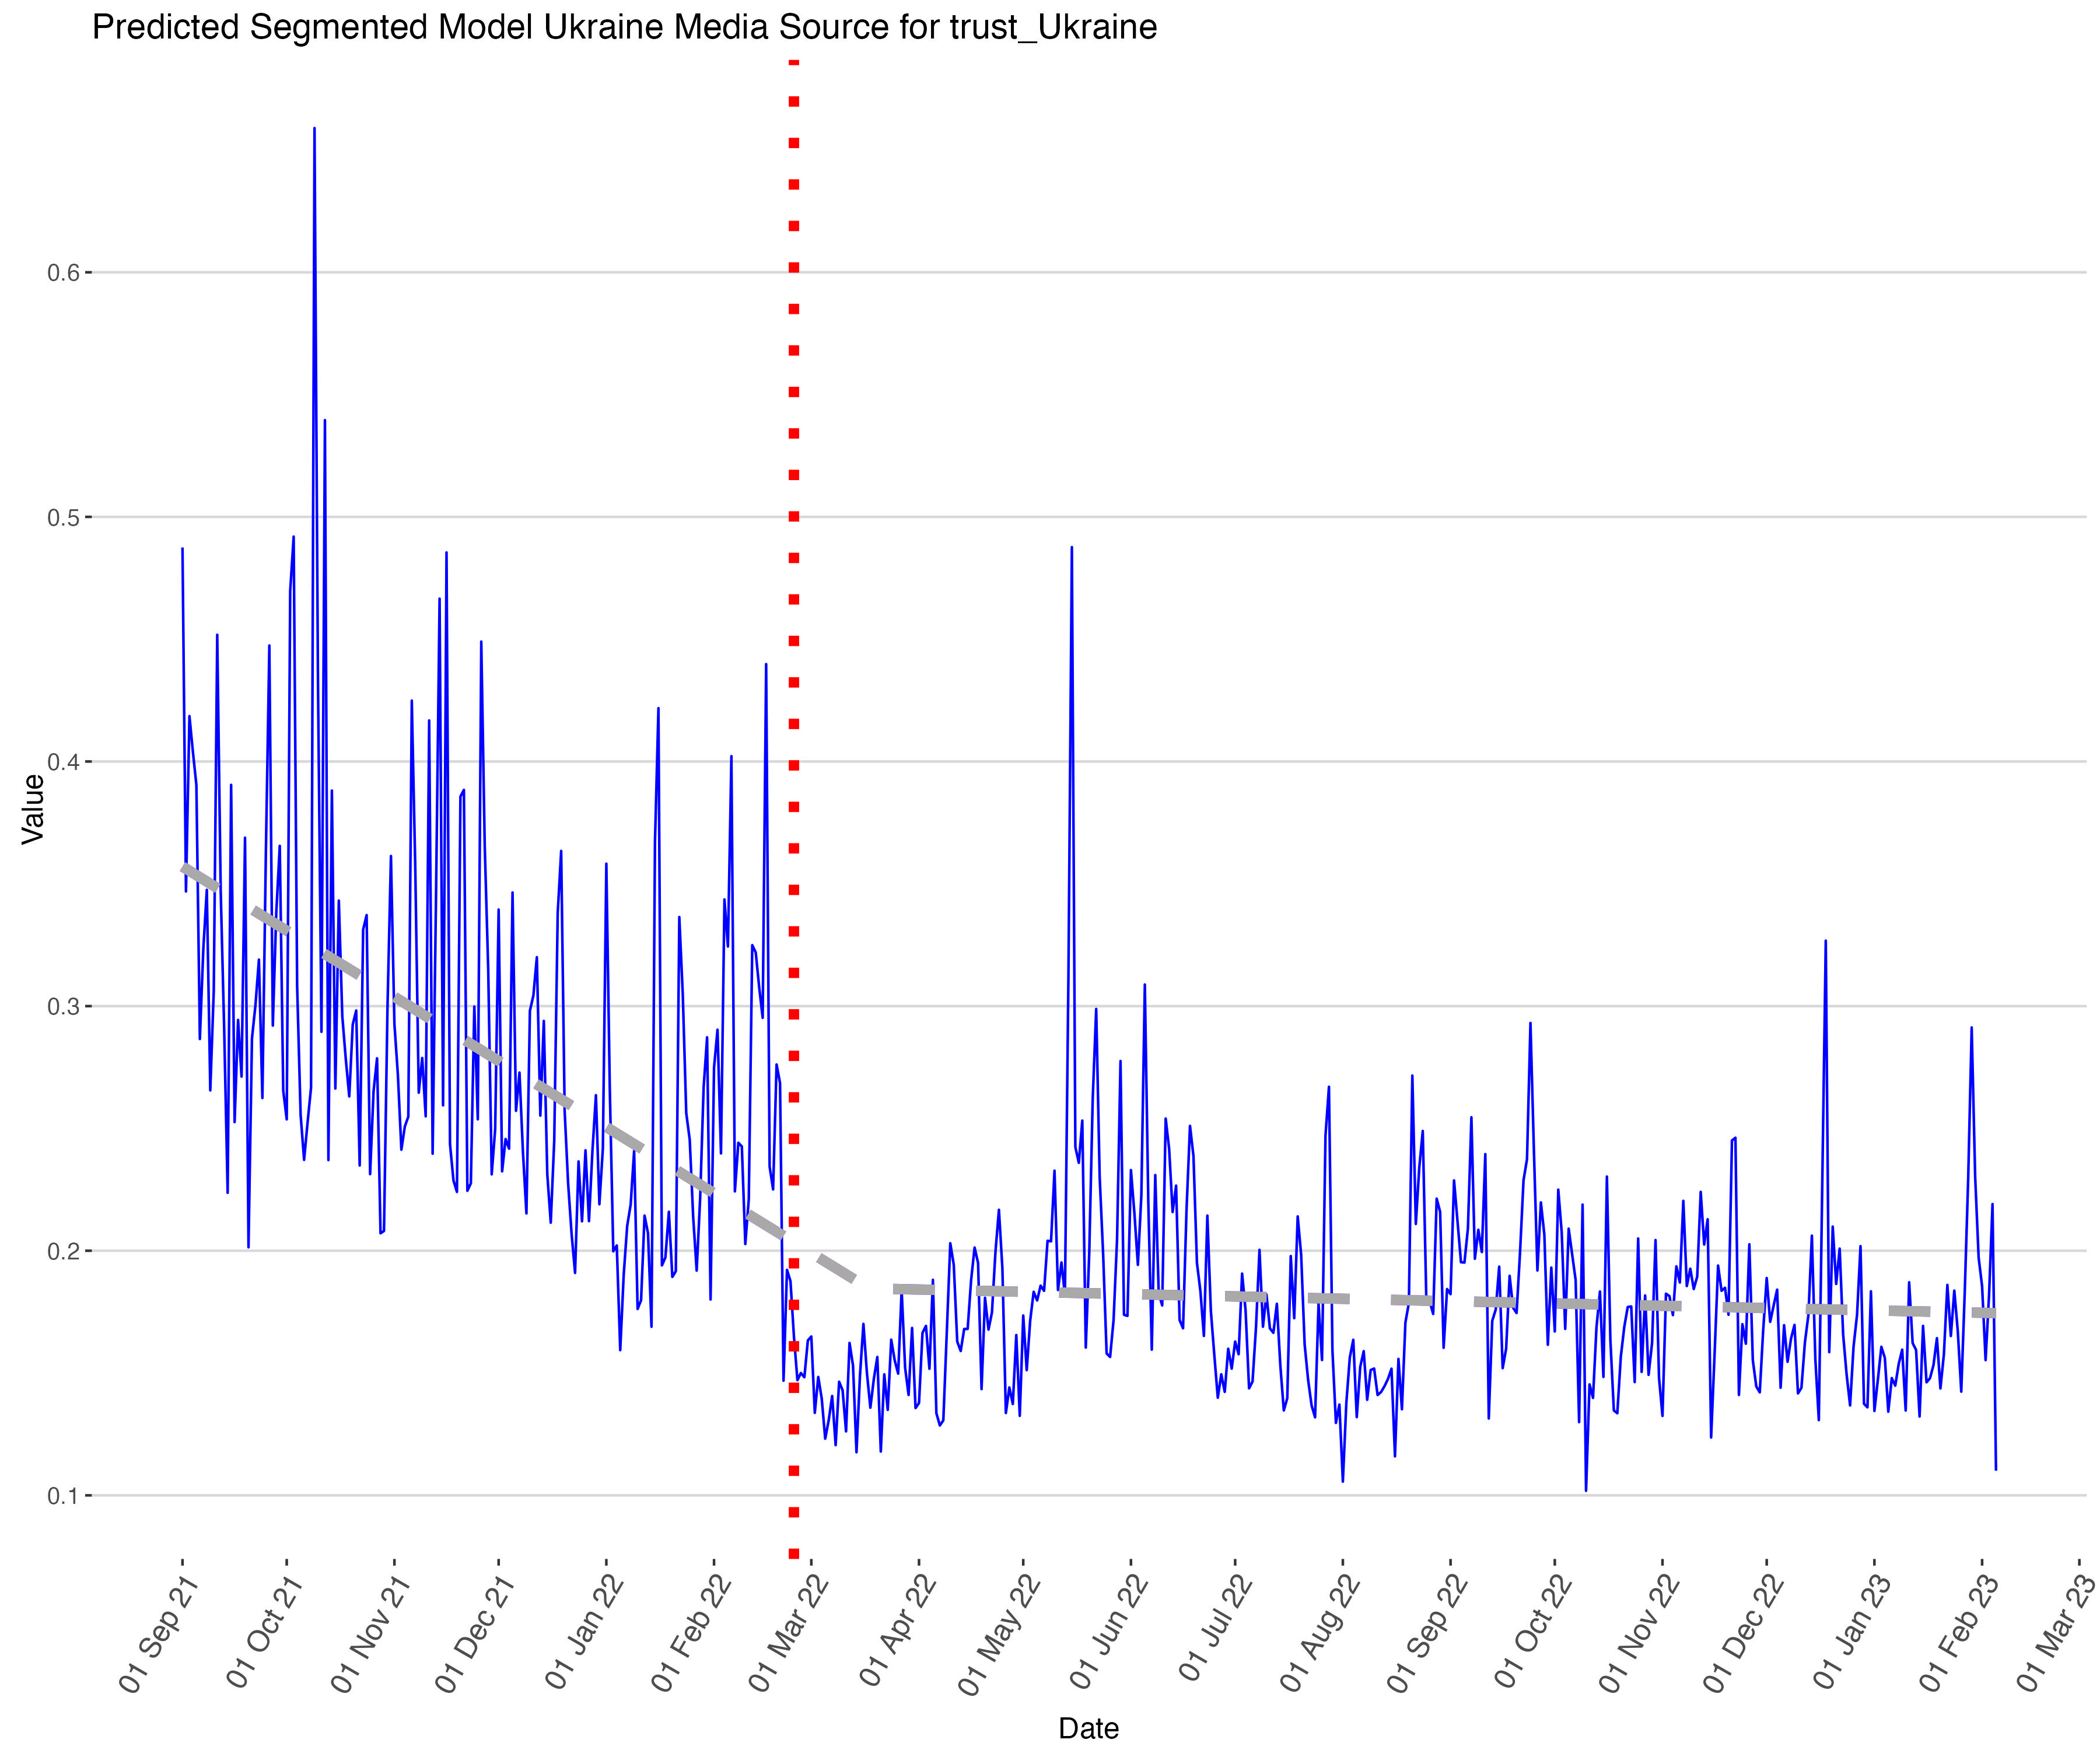 Predicted Segmented Model Ukraine Media Source for trust_Ukraine
Value
0.6
0.5
0.4
0.3
0.2
0.1
01 Sep 21
01 Oct 21
01 Nov 21
01 Dec 21
01 Jan 22
01 Feb 22
01 Mar 22
01 Apr 22
01 May 22
01 Jun 22
01 Jul 22
01 Aug 22
01 Sep 22
01 Oct 22
01 Nov 22
01 Dec 22
01 Jan 23
01 Feb 23
01 Mar 23
Date